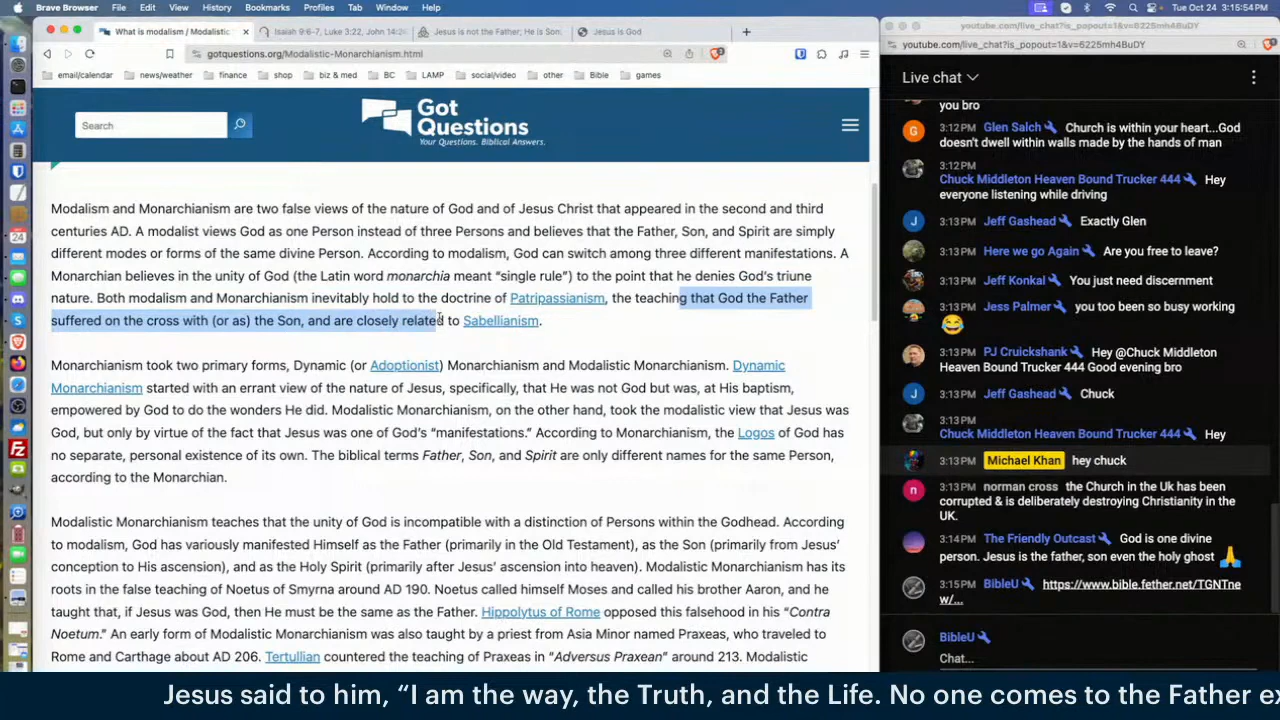 Brave Browser File Edit View History Bookmarks Profiles Tab Window Help
Tue Oct 24 3:15:54PM
What is modalism / Modalistic
Isaiah 9:6-7, Luke 3:22, John 14:2
Jesus is not the Father; He is Son
Jesus is God
gotquestions.org/Modalistic-Monarchianism.html
email/calendar news/weather finance shop biz & med BC LAMP social/video other Bible games
Search
Got
Questions
Your Questions. Biblical Answers.
Modalism and Monarchianism are two false views of the nature of God and of Jesus Christ that appeared in the second and third
centuries AD. A modalist views God as one Person instead of three Persons and believes that the Father, Son, and Spirit are simply
different modes or forms of the same divine Person. According to modalism, God can switch among three different manifestations. A
Monarchian believes in the unity of God (the Latin word monarchia meant “single rule”) to the point that he denies God’s triune
nature. Both modalism and Monarchianism inevitably hold to the doctrine of Patripassianism, the teaching that God the Father
suffered on the cross with (or as) the Son, and are closely related to Sabellianism.
Monarchianism took two primary forms, Dynamic (or Adoptionist) Monarchianism and Modalistic Monarchianism. Dynamic
Monarchianism started with an errant view of the nature of Jesus, specifically, that He was not God but was, at His baptism,
empowered by God to do the wonders He did. Modalistic Monarchianism, on the other hand, took the modalistic view that Jesus was
God, but only by virtue of the fact that Jesus was one of God’s “manifestations.” According to Monarchianism, the Logos of God has
no separate, personal existence of its own. The biblical terms Father, Son, and Spirit are only different names for the same Person,
according to the Monarchian.
Modalistic Monarchianism teaches that the unity of God is incompatible with a distinction of Persons within the Godhead. According
to modalism, God has variously manifested Himself as the Father (primarily in the Old Testament), as the Son (primarily from Jesus’
conception to His ascension), and as the Holy Spirit (primarily after Jesus’ ascension into heaven). Modalistic Monarchianism has its
roots in the false teaching of Noetus of Smyrna around AD 190. Noetus called himself Moses and called his brother Aaron, and he
taught that, if Jesus was God, then He must be the same as the Father. Hippolytus of Rome opposed this falsehood in his “Contra
Noetum.” An early form of Modalistic Monarchianism was also taught by a priest from Asia Minor named Praxeas, who traveled to
Rome and Carthage about AD 206. Tertullian countered the teaching of Praxeas in “Adversus Praxean” around 213. Modalistic
youtube.com/live_chat?is_popout=1&v=6225mh4BuDY
youtube.com/live_chat?is_popout=1&v=6225mh4BuDY
Live chat
you bro
3:12PM Glen Salch Church is within your heart...God
doesn't dwell within walls made by the hands of man
3:12PM
Chuck Middleton Heaven Bound Trucker 444 Hey
everyone listening while driving
3:13PM Jeff Gashead Exactly Glen
3:13PM Here we go Again Are you free to leave?
3:13PM Jeff Konkai You just need discernment
3:13PM Jess Palmer you too been so busy working
😂
3:13PM PJ Cruickshank Hey @Chuck Middleton
Heaven Bound Trucker 444 Good evening bro
3:13PM Jeff Gashead Chuck
3:13PM
Chuck Middleton Heaven Bound Trucker 444 Hey
3:13PM Michael Khan hey chuck
3:13PM norman cross the Church in the Uk has been
corrupted & is deliberately destroying Christianity in the
UK.
3:14PM The Friendly Outcast God is one divine
person. Jesus is the father, son even the holy ghost 🙏
3:15PM BibleU https://www.bible.fether.net/TGNTne
w/...
BibleU
Chat...
Jesus said to him, “I am the way, the Truth, and the Life. No one comes to the Father ex